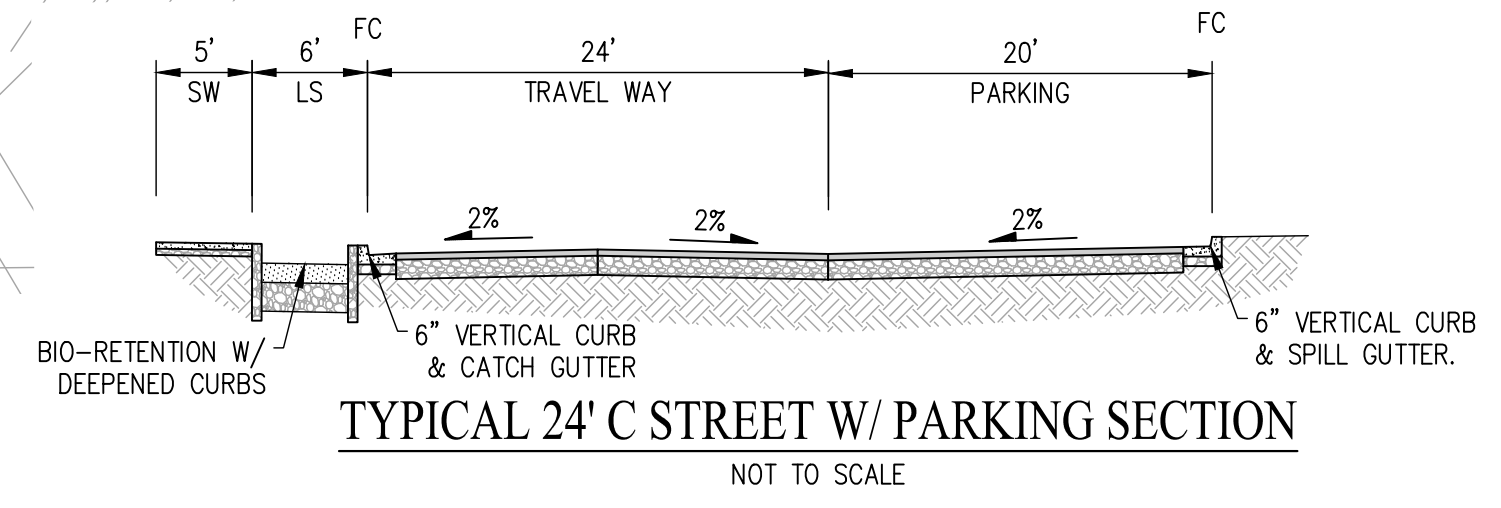 FC
FC
5'
6'
24'
20'
SW
LS
TRAVEL WAY
PARKING
2%
2%
2%
BIO-RETENTION W/
DEEPENED CURBS
6" VERTICAL CURB
& CATCH GUTTER
6" VERTICAL CURB
& SPILL GUTTER.
TYPICAL 24' C STREET W/ PARKING SECTION
NOT TO SCALE